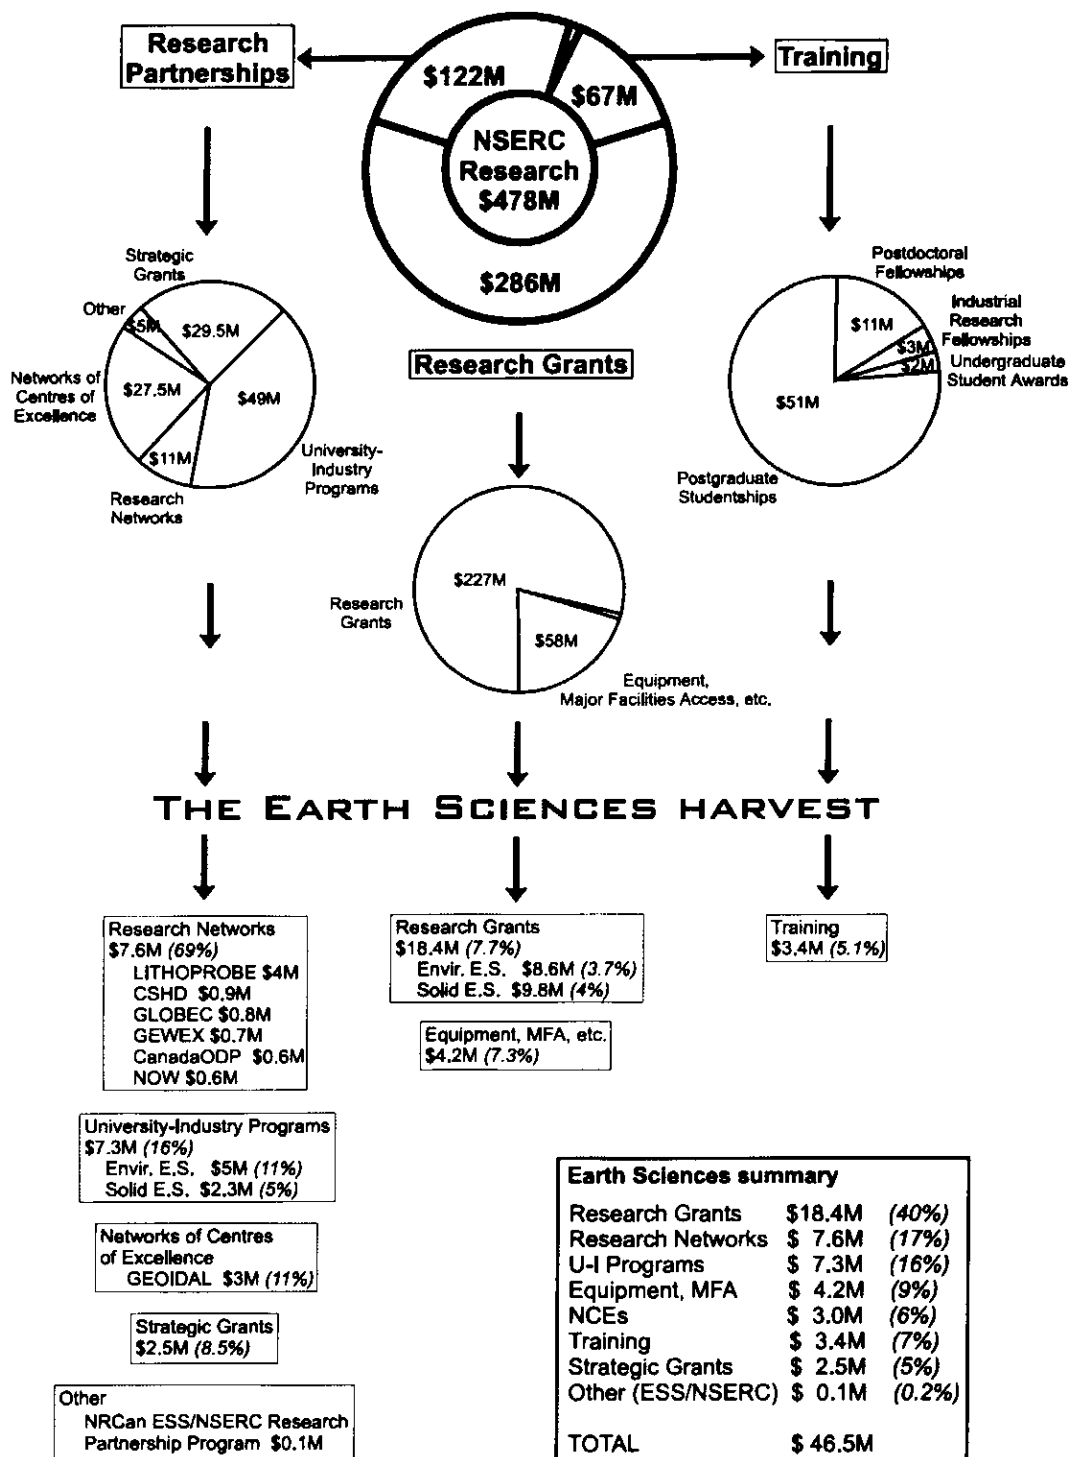 Research
Partnerships
$122M
$67M
Training
NSERC
Research
$478M
$286M
Strategic
Grants
Other
$5M
$29.5M
Networks of
Centres of
Excellence
$27.5M
$49M
$11M
University-
Industry
Programs
Research
Networks
Research Grants
$227M
Research
Grants
$58M
Equipment,
Major Facilities Access, etc.
Postdoctoral
Fellowships
$11M
Industrial
Research
Fellowships
$3M
Undergraduate
Student Awards
$2M
$51M
Postgraduate
Studentships
THE EARTH SCIENCES HARVEST
Research Networks
$7.6M (69%)
LITHOPROBE $4M
CSHD $0.9M
GLOBEC $0.8M
GEWEX $0.7M
CanadaODP $0.6M
NOW $0.6M
University-Industry Programs
$7.3M (16%)
Envir. E.S. $5M (11%)
Solid E.S. $2.3M (5%)
Networks of Centres
of Excellence
GEOIDAL $3M (11%)
Strategic Grants
$2.5M (8.5%)
Other
NRCan ESS/NSERC Research
Partnership Program $0.1M
Research Grants
$18.4M (7.7%)
Envir. E.S. $8.6M (3.7%)
Solid E.S. $9.8M (4%)
Equipment, MFA, etc.
$4.2M (7.3%)
Training
$3.4M (5.1%)
Earth Sciences summary
Research Grants $18.4M (40%)
Research Networks $ 7.6M (17%)
U-I Programs $ 7.3M (16%)
Equipment, MFA $ 4.2M (9%)
NCEs $ 3.0M (6%)
Training $ 3.4M (7%)
Strategic Grants $ 2.5M (5%)
Other (ESS/NSERC) $ 0.1M (0.2%)
TOTAL $ 46.5M